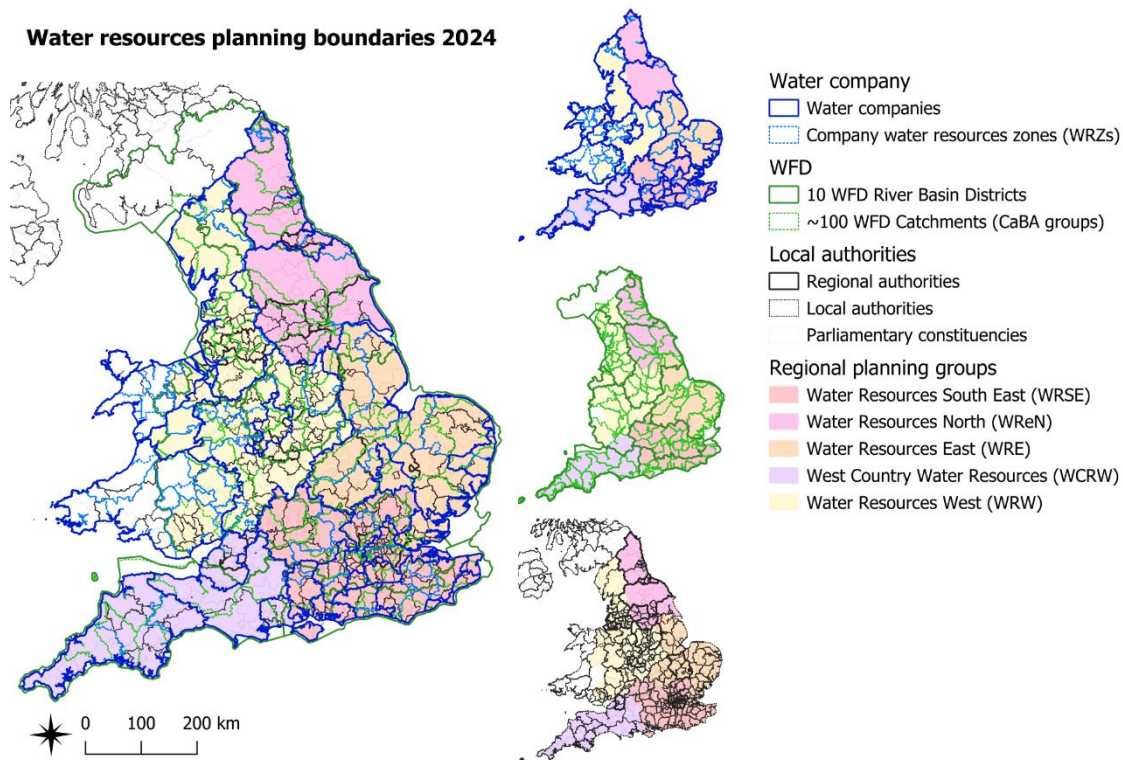 Water resources planning boundaries 2024
0 100 200 km
Water company
Water companies
Company water resources zones (WRZs)
WFD
10 WFD River Basin Districts
~100 WFD Catchments (CaBA groups)
Local authorities
Regional authorities
Local authorities
Parliamentary constituencies
Regional planning groups
Water Resources South East (WRSE)
Water Resources North (WReN)
Water Resources East (WRE)
West Country Water Resources (WCRW)
Water Resources West (WRW)